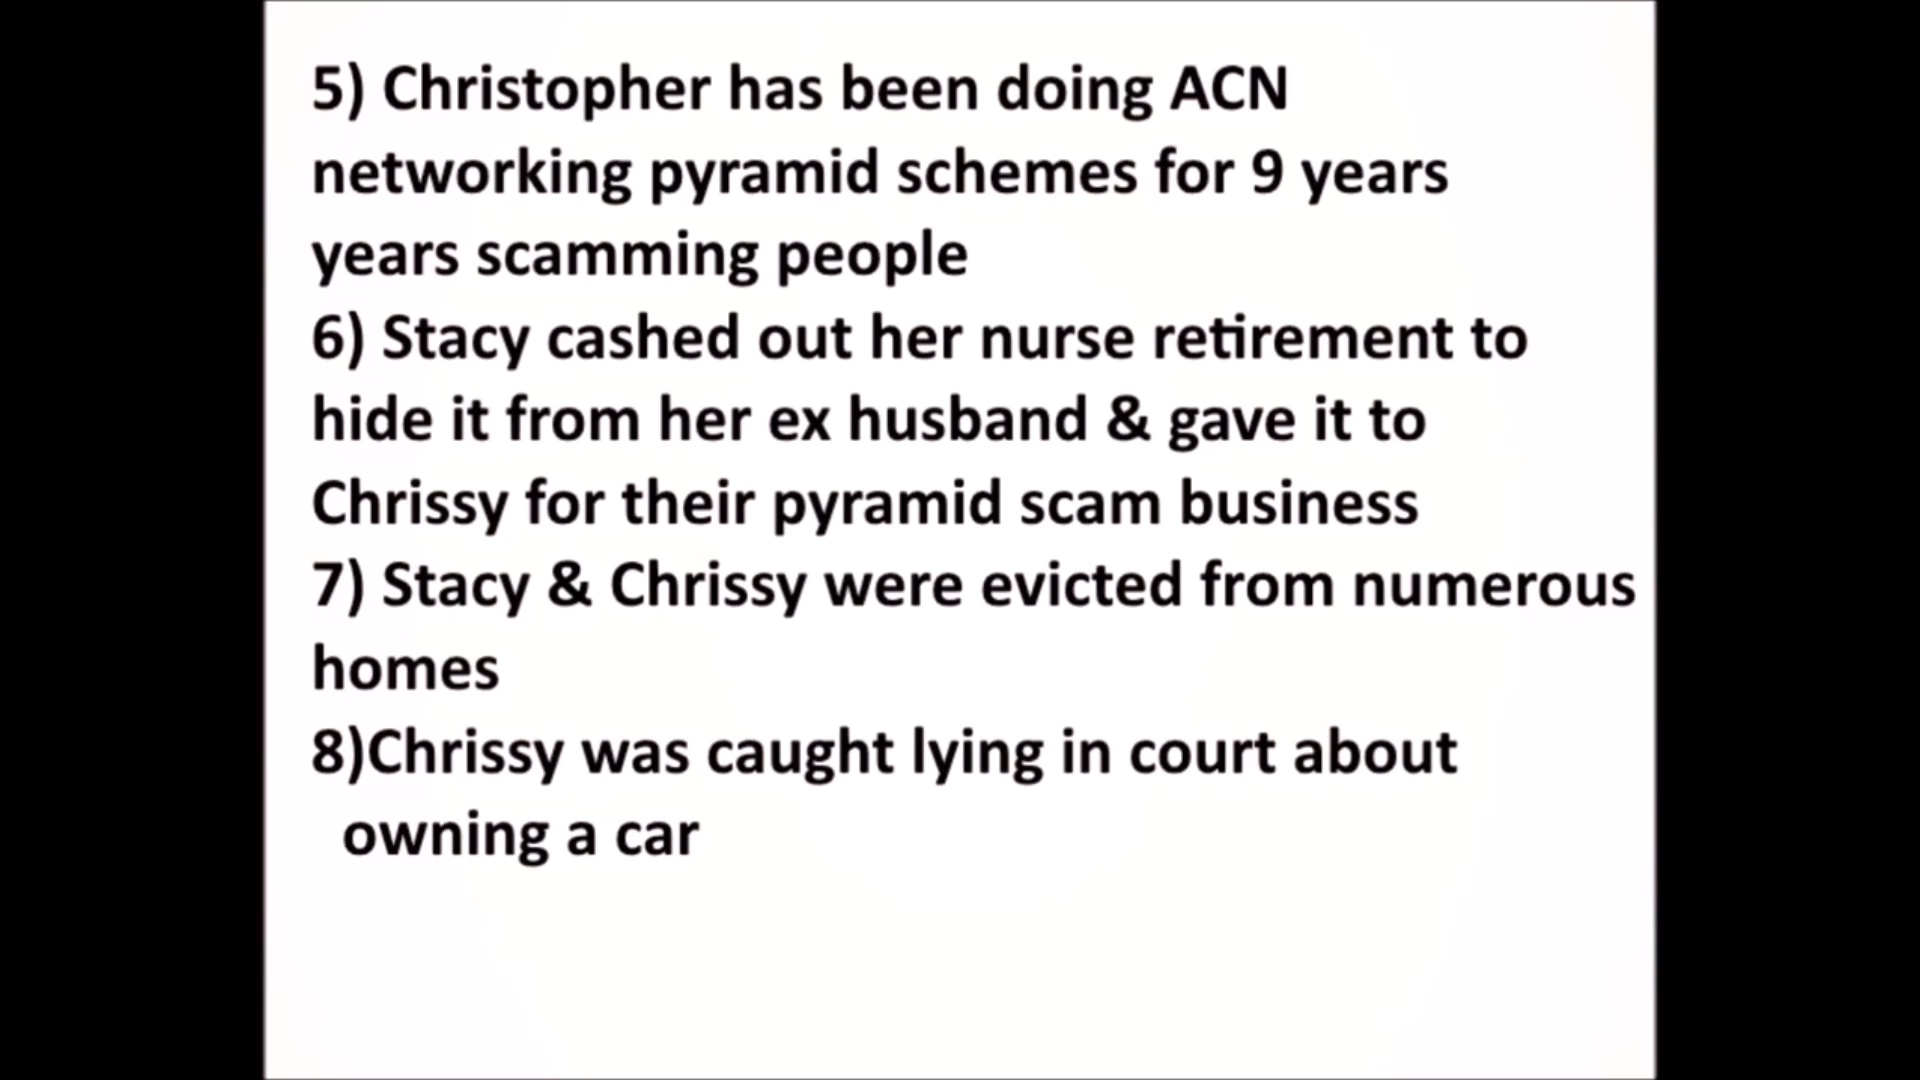 5) Christopher has been doing ACN
networking pyramid schemes for 9 years
years scamming people
6) Stacy cashed out her nurse retirement to
hide it from her ex husband & gave it to
Chrissy for their pyramid scam business
7) Stacy & Chrissy were evicted from numerous
homes
8)Chrissy was caught lying in court about
owning a car